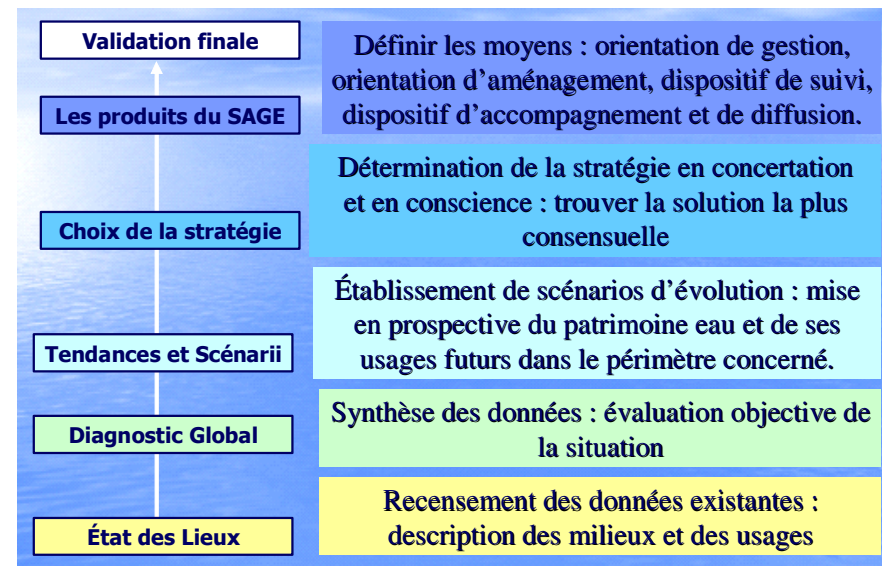 Validation finale
Définir les moyens : orientation de gestion,
orientation d'aménagement, dispositif de suivi,
dispositif d'accompagnement et de diffusion.
Les produits du SAGE
Détermination de la stratégie en concertation
et en conscience : trouver la solution la plus
consensuelle
Choix de la stratégie
Établissement de scénarios d'évolution : mise
en prospective du patrimoine eau et de ses
usages futurs dans le périmètre concerné.
Tendances et Scénarii
Synthèse des données : évaluation objective de
la situation
Diagnostic Global
Recensement des données existantes :
description des milieux et des usages
État des Lieux